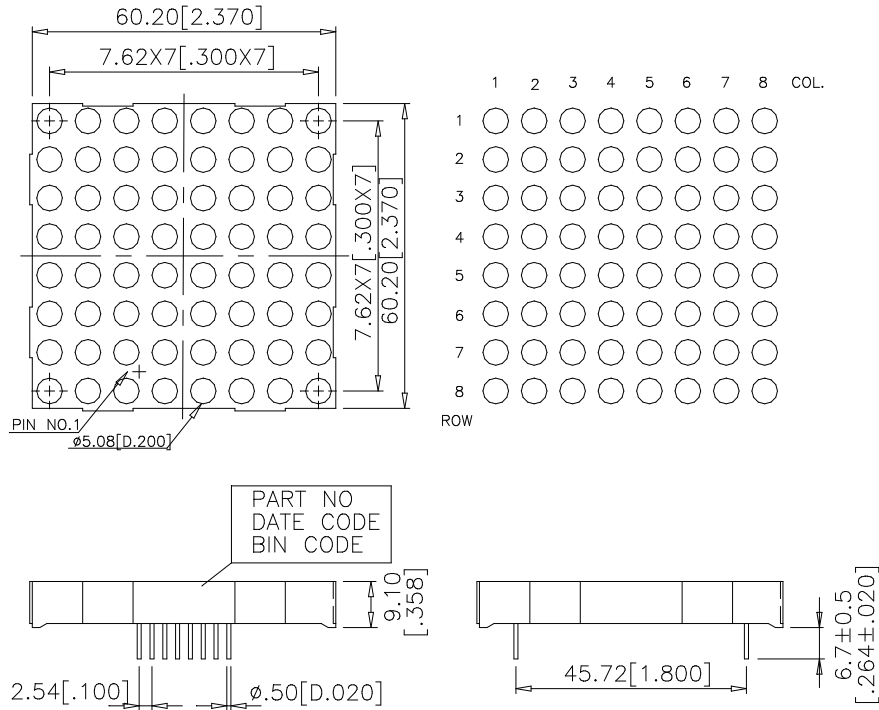 60.20[2.370]
7.62X7[.300X7]
7.62X7[.300X7]
60.20[2.370]
PIN NO.1
ø5.08[D.200]
1 2 3 4 5 6 7 8 COL.
1
2
3
4
5
6
7
8
ROW
PART NO
DATE CODE
BIN CODE
9.10
[.358]
2.54[.100]
ø.50[D.020]
45.72[1.800]
6.7±0.5
[.264±.020]